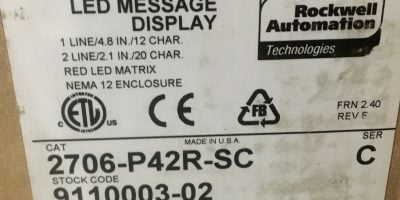 LED MESSAGE
DISPLAY
1 LINE/4.8 IN./12 CHAR.
2 LINE/2.1 IN./20 CHAR.
RED LED MATRIX
NEMA 12 ENCLOSURE
Rockwell
Automation
Technologies
ETL
CE
FB
FRN 2.40
REV F
MADE IN U.S.A.
CAT
SER
2706-P42R-SC
C
STOCK CODE
9110003-02